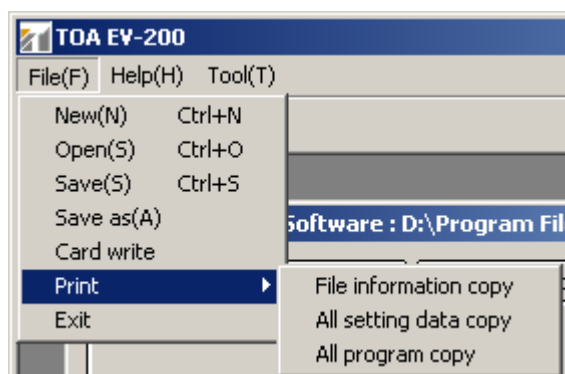 TOA EV-200
File(F) Help(H) Tool(T)
New(N) Ctrl+N
Open(S) Ctrl+O
Save(S) Ctrl+S
Save as(A)
Software : D:\Program Fil
Card write
Print
File information copy
Exit
All setting data copy
All program copy